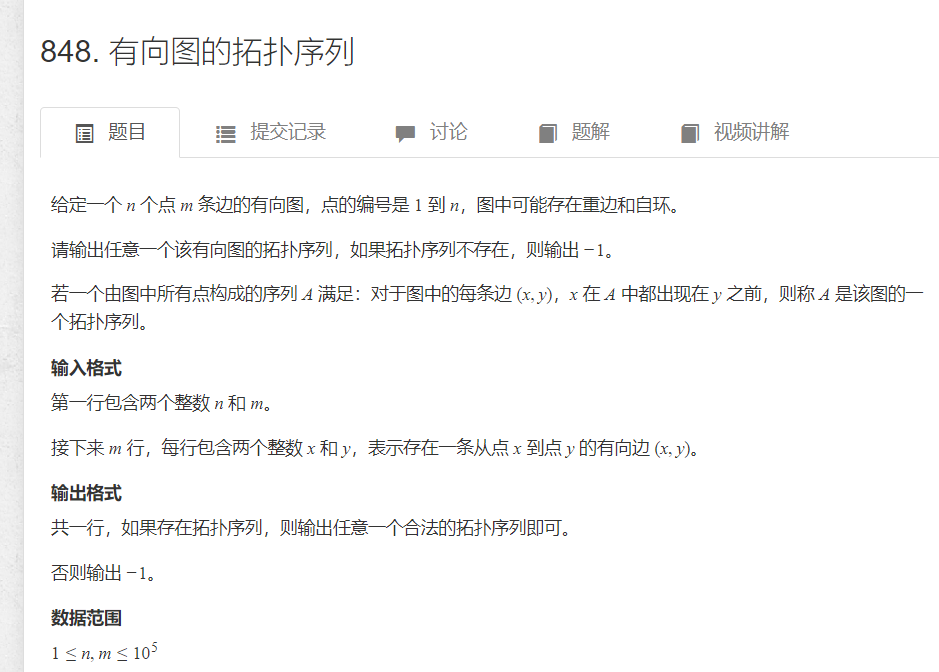 848. 有向图的拓扑序列
题目 提交记录 讨论 题解 视频讲解
给定一个 n 个点 m 条边的有向图，点的编号是 1 到 n，图中可能存在重边和自环。
请输出任意一个该有向图的拓扑序列，如果拓扑序列不存在，则输出 −1。
若一个由图中所有点构成的序列 A 满足：对于图中的每条边 (x, y)，x 在 A 中都出现在 y 之前，则称 A 是该图的一
个拓扑序列。
输入格式
第一行包含两个整数 n 和 m。
接下来 m 行，每行包含两个整数 x 和 y，表示存在一条从点 x 到点 y 的有向边 (x, y)。
输出格式
共一行，如果存在拓扑序列，则输出任意一个合法的拓扑序列即可。
否则输出 −1。
数据范围
1 ≤ n, m ≤ 10⁵